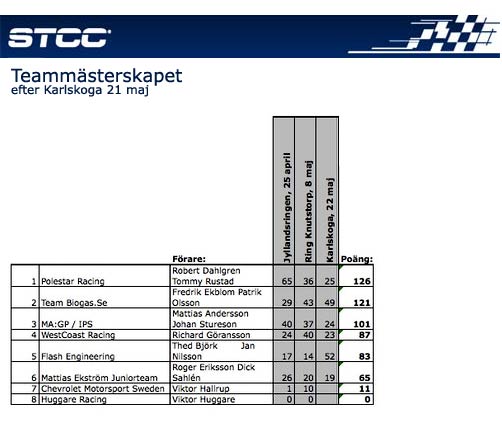 STCC
Teammästerskapet
efter Karlskoga 21 maj
Förare: Jyllandsringen, 25 april Ring Knutstorp, 8 maj Karlskoga, 22 maj Poäng:
Robert Dahlgren
1 Polestar Racing Tommy Rustad 65 36 25 126
Fredrik Ekblom Patrik
2 Team Biogas.Se Olsson 29 43 49 121
Mattias Andersson
3 MA:GP / IPS Johan Stureson 40 37 24 101
4 WestCoast Racing Richard Göransson 24 40 23 87
Thed Björk Jan
5 Flash Engineering Nilsson 17 14 52 83
Roger Eriksson Dick
6 Mattias Ekström Juniorteam Sahlén 26 20 19 65
7 Chevrolet Motorsport Sweden Viktor Hallrup 1 10 11
8 Huggare Racing Viktor Huggare 0 0 0